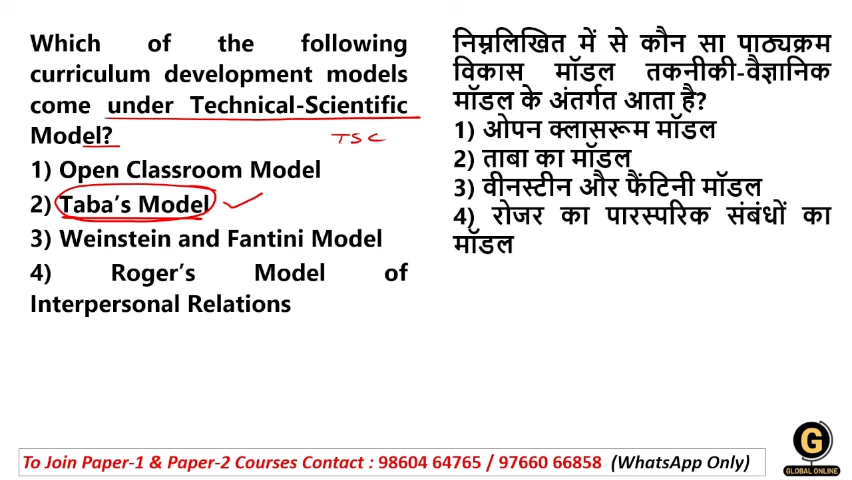 Which of the following
curriculum development models
come under Technical-Scientific
Model?
TSC
1) Open Classroom Model
2) Taba's Model
3) Weinstein and Fantini Model
4) Roger's Model of
Interpersonal Relations
निम्नलिखित में से कौन सा पाठ्यक्रम
विकास मॉडल तकनीकी-वैज्ञानिक
मॉडल के अंतर्गत आता है?
1) ओपन क्लासरूम मॉडल
2) ताबा का मॉडल
3) वीनस्टीन और फैंटिनी मॉडल
4) रोजर का पारस्परिक संबंधों का
मॉडल
G
GLOBAL ONLINE
To Join Paper-1 & Paper-2 Courses Contact : 98604 64765 / 97660 66858 (WhatsApp Only)